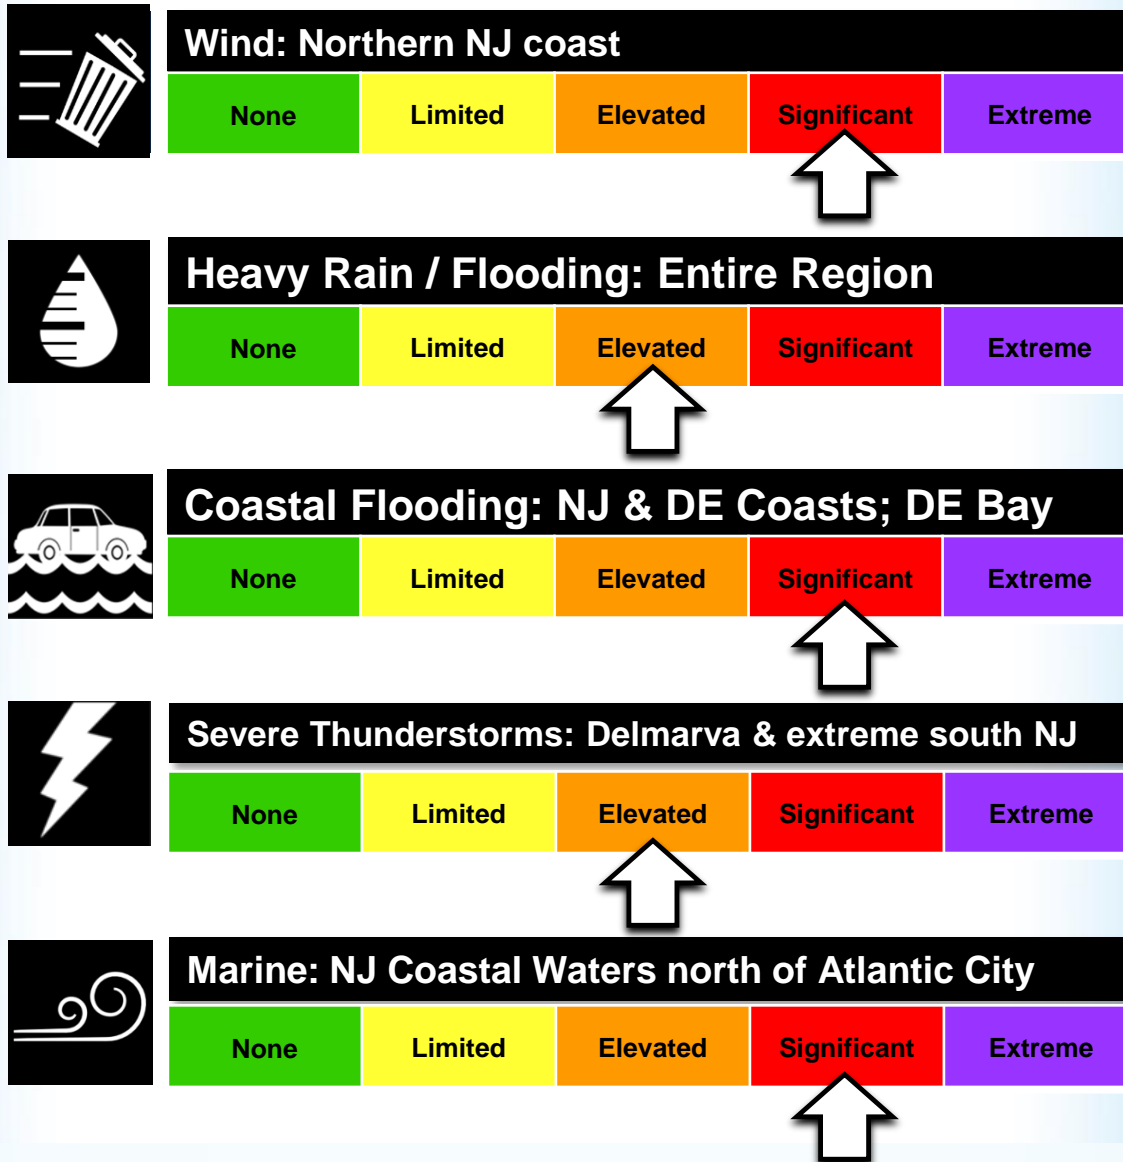 Wind: Northern NJ coast
None Limited Elevated Significant Extreme
Heavy Rain / Flooding: Entire Region
None Limited Elevated Significant Extreme
Coastal Flooding: NJ & DE Coasts; DE Bay
None Limited Elevated Significant Extreme
Severe Thunderstorms: Delmarva & extreme south NJ
None Limited Elevated Significant Extreme
Marine: NJ Coastal Waters north of Atlantic City
None Limited Elevated Significant Extreme